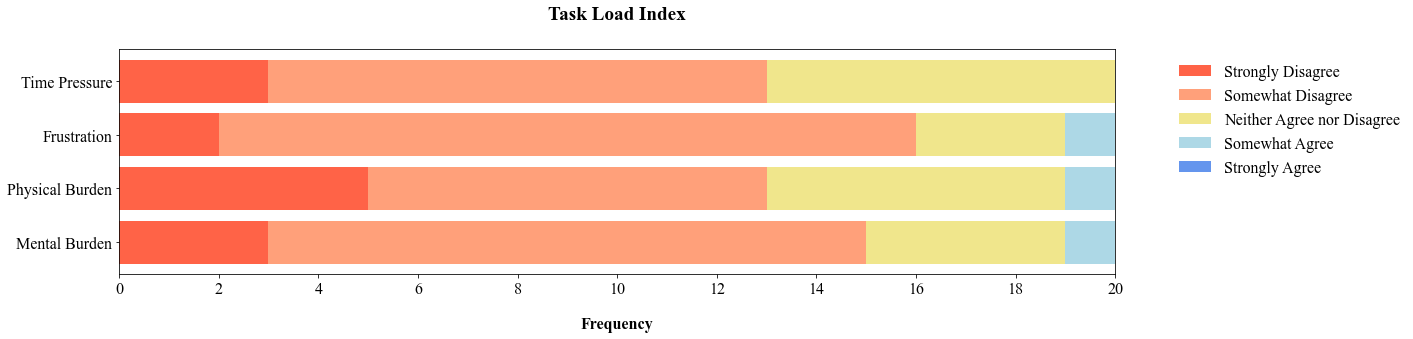 Task Load Index
Time Pressure
Frustration
Physical Burden
Mental Burden
0 2 4 6 8 10 12 14 16 18 20
Frequency
Strongly Disagree
Somewhat Disagree
Neither Agree nor Disagree
Somewhat Agree
Strongly Agree